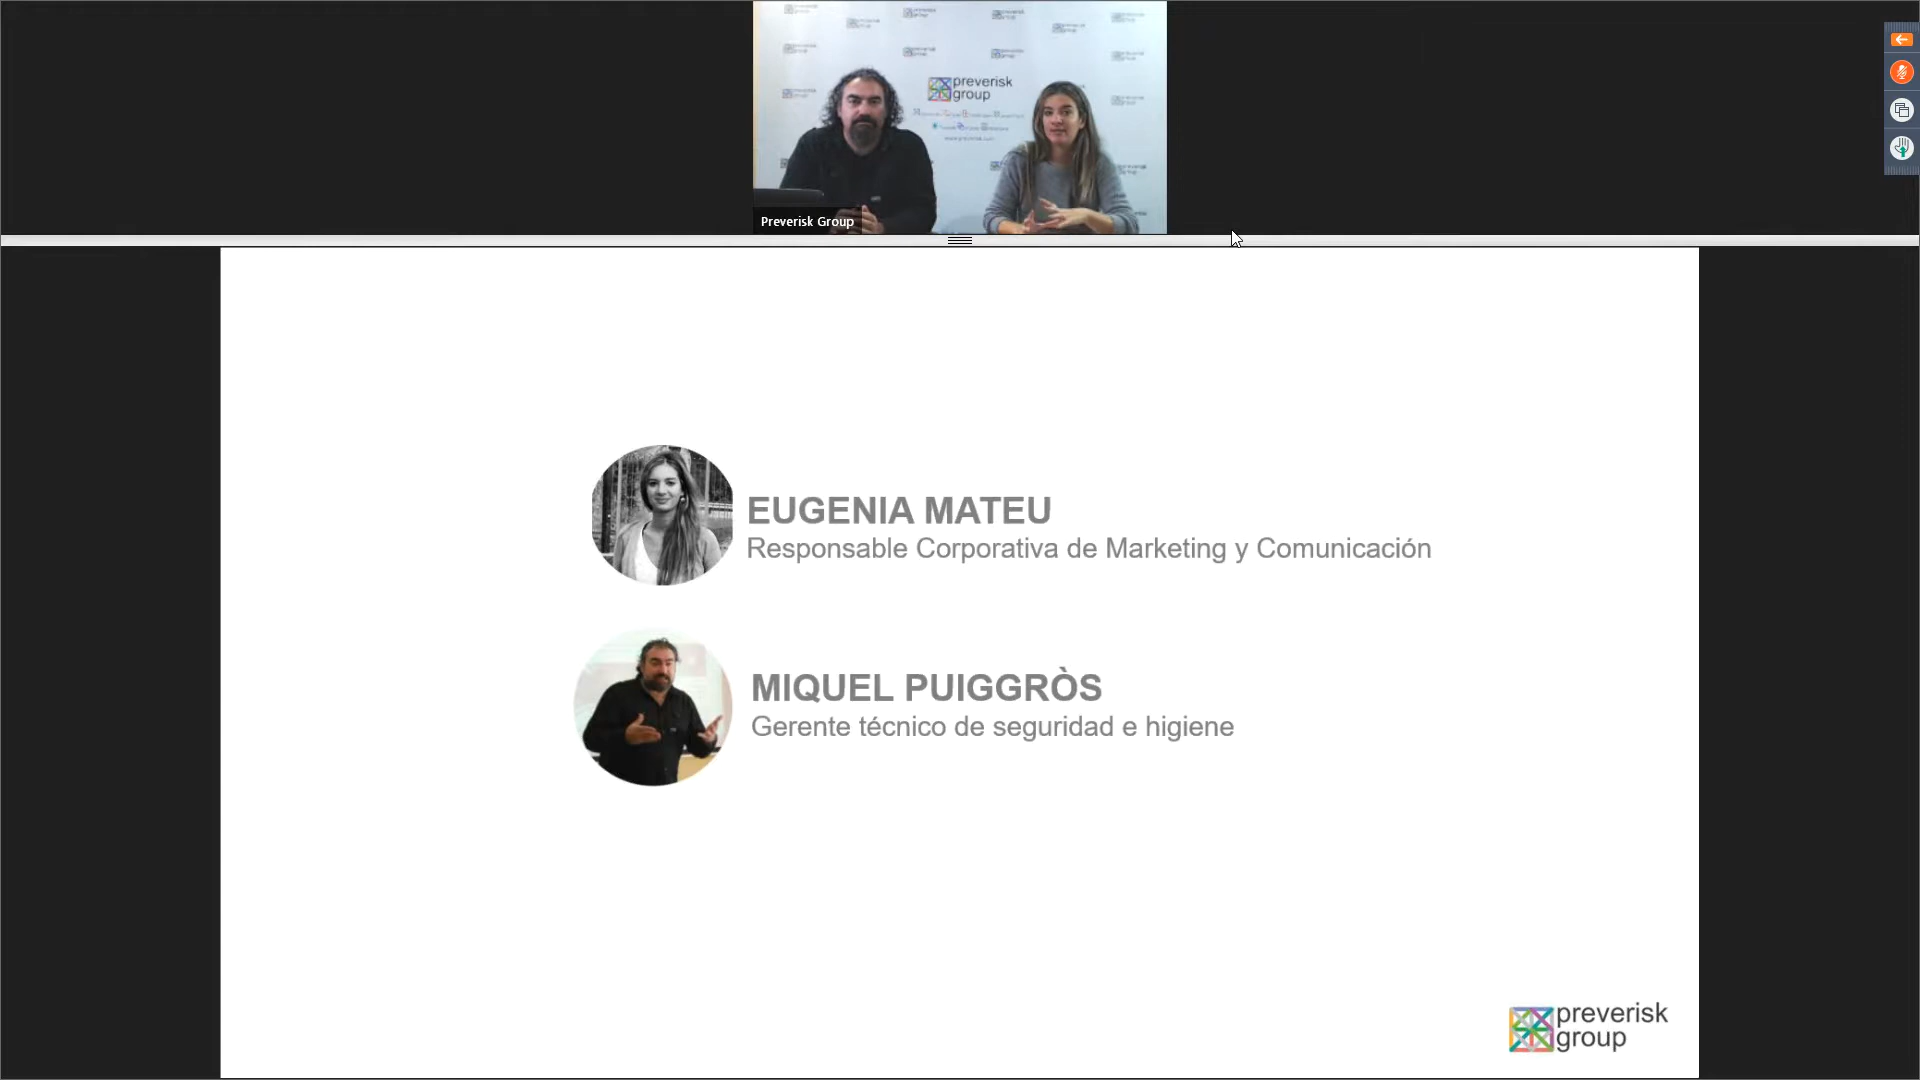 preverisk
group
Preverisk Group
EUGENIA MATEU
Responsable Corporativa de Marketing y Comunicación
MIQUEL PUIGGRÒS
Gerente técnico de seguridad e higiene
preverisk
group